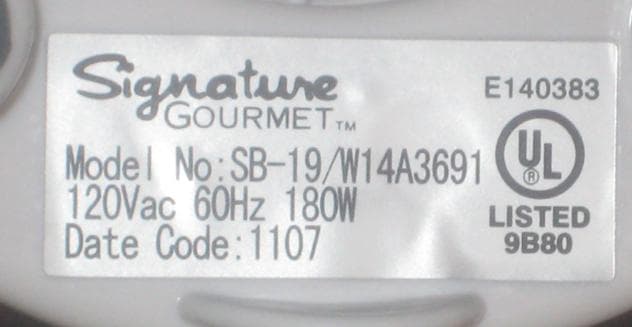 Signature
GOURMET™
Model No:SB-19/W14A3691
120Vac 60Hz 180W
Date Code:1107
E140383
UL
®
LISTED
9B80